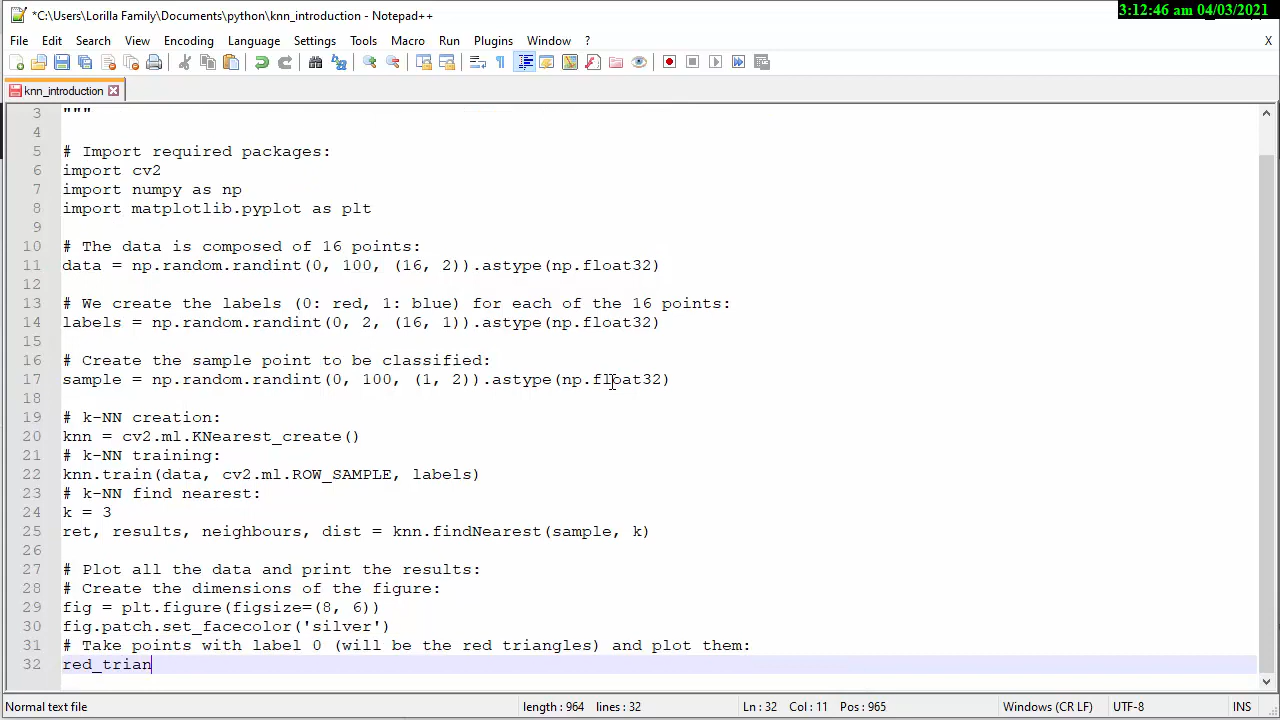 *C:\Users\Lorilla Family\Documents\python\knn_introduction - Notepad++
3:12:46 am 04/03/2021
File Edit Search View Encoding Language Settings Tools Macro Run Plugins Window ? X
knn_introduction
3 """
4
5 # Import required packages:
6 import cv2
7 import numpy as np
8 import matplotlib.pyplot as plt
9
10 # The data is composed of 16 points:
11 data = np.random.randint(0, 100, (16, 2)).astype(np.float32)
12
13 # We create the labels (0: red, 1: blue) for each of the 16 points:
14 labels = np.random.randint(0, 2, (16, 1)).astype(np.float32)
15
16 # Create the sample point to be classified:
17 sample = np.random.randint(0, 100, (1, 2)).astype(np.float32)
18
19 # k-NN creation:
20 knn = cv2.ml.KNearest_create()
21 # k-NN training:
22 knn.train(data, cv2.ml.ROW_SAMPLE, labels)
23 # k-NN find nearest:
24 k = 3
25 ret, results, neighbours, dist = knn.findNearest(sample, k)
26
27 # Plot all the data and print the results:
28 # Create the dimensions of the figure:
29 fig = plt.figure(figsize=(8, 6))
30 fig.patch.set_facecolor('silver')
31 # Take points with label 0 (will be the red triangles) and plot them:
32 red_trian
Normal text file length : 964 lines : 32 Ln : 32 Col : 11 Pos : 965 Windows (CR LF) UTF-8 INS